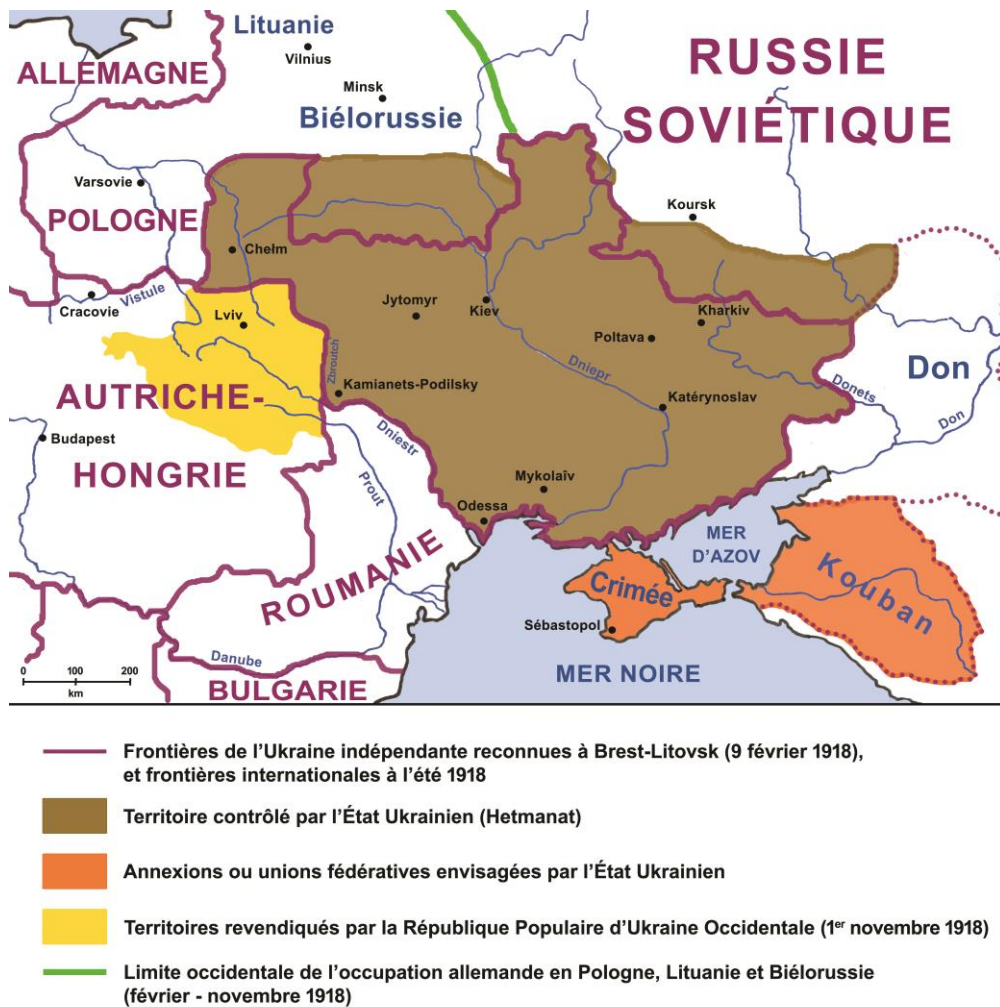 Lituanie
Vilnius
ALLEMAGNE
Minsk
Biélorussie
RUSSIE
SOVIÉTIQUE
Varsovie
POLOGNE
Koursk
Chełm
Cracovie
Vistule
Lviv
Jytomyr
Kiev
Kharkiv
Poltava
Zbroutch
Kamianets-Podilsky
Dniepr
Don
Donets
Don
Katérynoslav
AUTRICHE-
HONGRIE
Budapest
Dniestr
Prout
Mykolaîv
Odessa
ROUMANIE
MER
D'AZOV
Crimée
Kouban
Sébastopol
MER NOIRE
Danube
BULGARIE
0 100 200
km
Frontières de l'Ukraine indépendante reconnues à Brest-Litovsk (9 février 1918),
et frontières internationales à l'été 1918
Territoire contrôlé par l'État Ukrainien (Hetmanat)
Annexions ou unions fédératives envisagées par l'État Ukrainien
Territoires revendiqués par la République Populaire d'Ukraine Occidentale (1er novembre 1918)
Limite occidentale de l'occupation allemande en Pologne, Lituanie et Biélorussie
(février - novembre 1918)